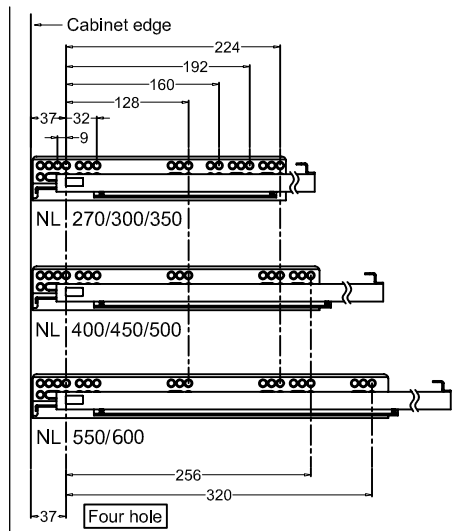 Cabinet edge
224
192
160
128
37 32
9
NL 270/300/350
NL 400/450/500
NL 550/600
256
320
37 Four hole